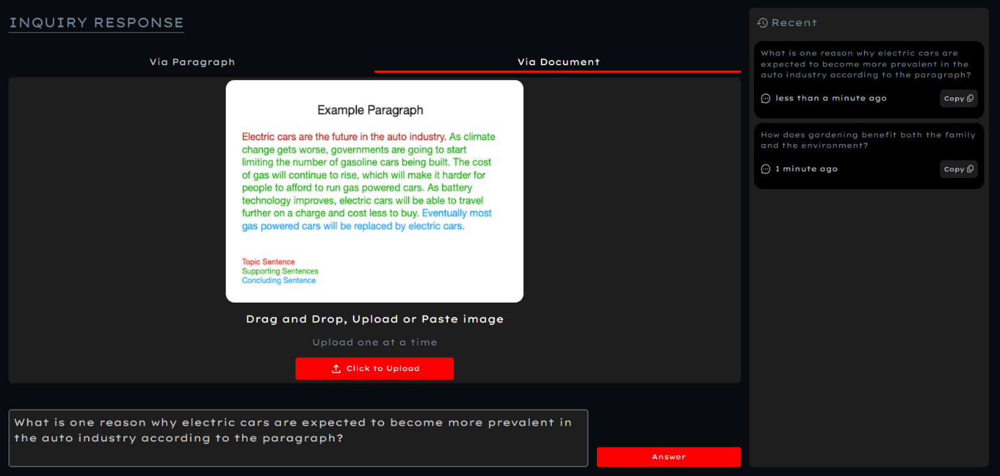 INQUIRY RESPONSE
Via Paragraph
Via Document
Example Paragraph
Electric cars are the future in the auto industry. As climate
change gets worse, governments are going to start
limiting the number of gasoline cars being built. The cost
of gas will continue to rise, which will make it harder for
people to afford to run gas powered cars. As battery
technology improves, electric cars will be able to travel
further on a charge and cost less to buy. Eventually most
gas powered cars will be replaced by electric cars.
Topic Sentence
Supporting Sentences
Concluding Sentence
Drag and Drop, Upload or Paste image
Upload one at a time
Click to Upload
What is one reason why electric cars are expected to become more prevalent in
the auto industry according to the paragraph?
Answer
Recent
What is one reason why electric cars are
expected to become more prevalent in the
auto industry according to the paragraph?
less than a minute ago
Copy
How does gardening benefit both the family
and the environment?
1 minute ago
Copy